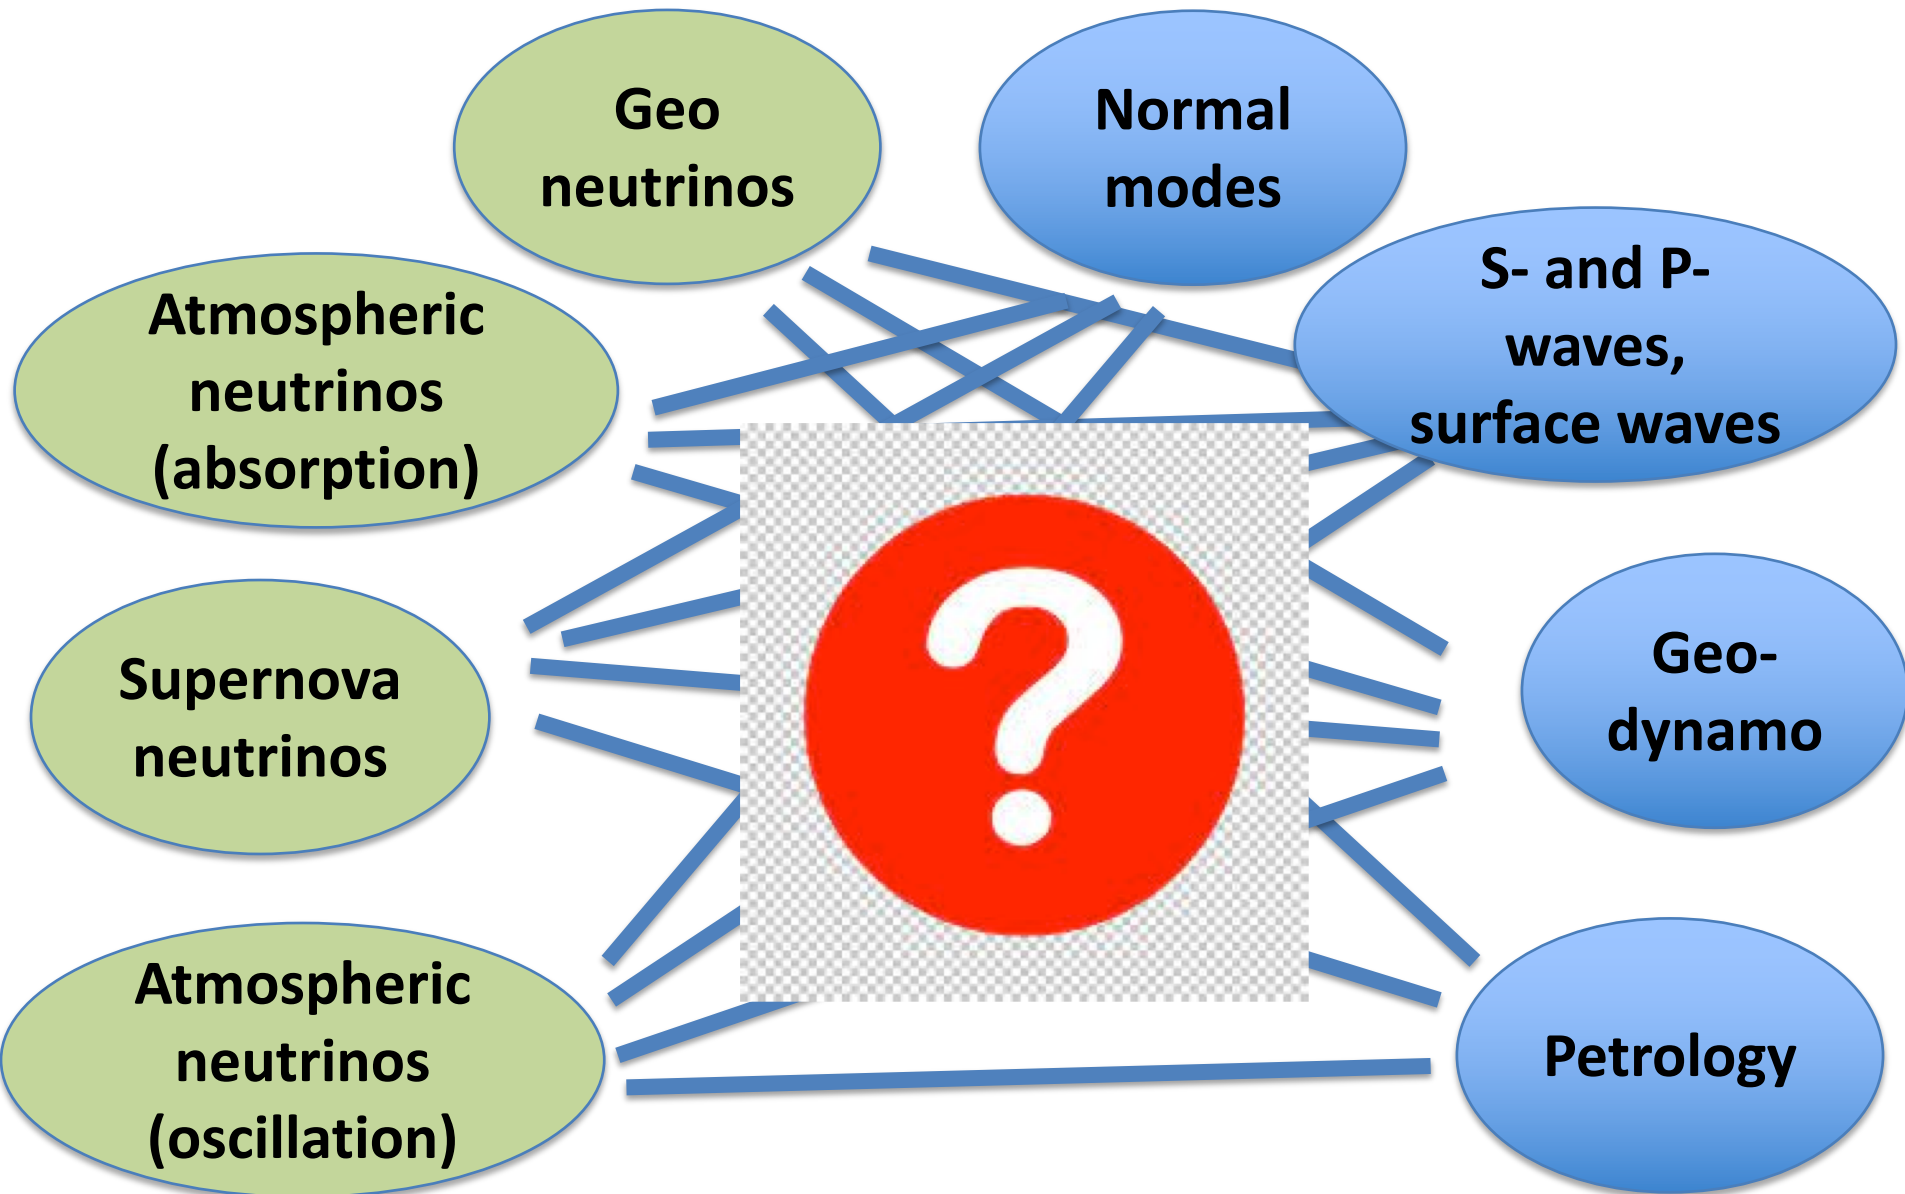 Geo
neutrinos
Normal
modes
Atmospheric
neutrinos
(absorption)
S- and P-
waves,
surface waves
Supernova
neutrinos
Geo-
dynamo
Atmospheric
neutrinos
(oscillation)
Petrology
?